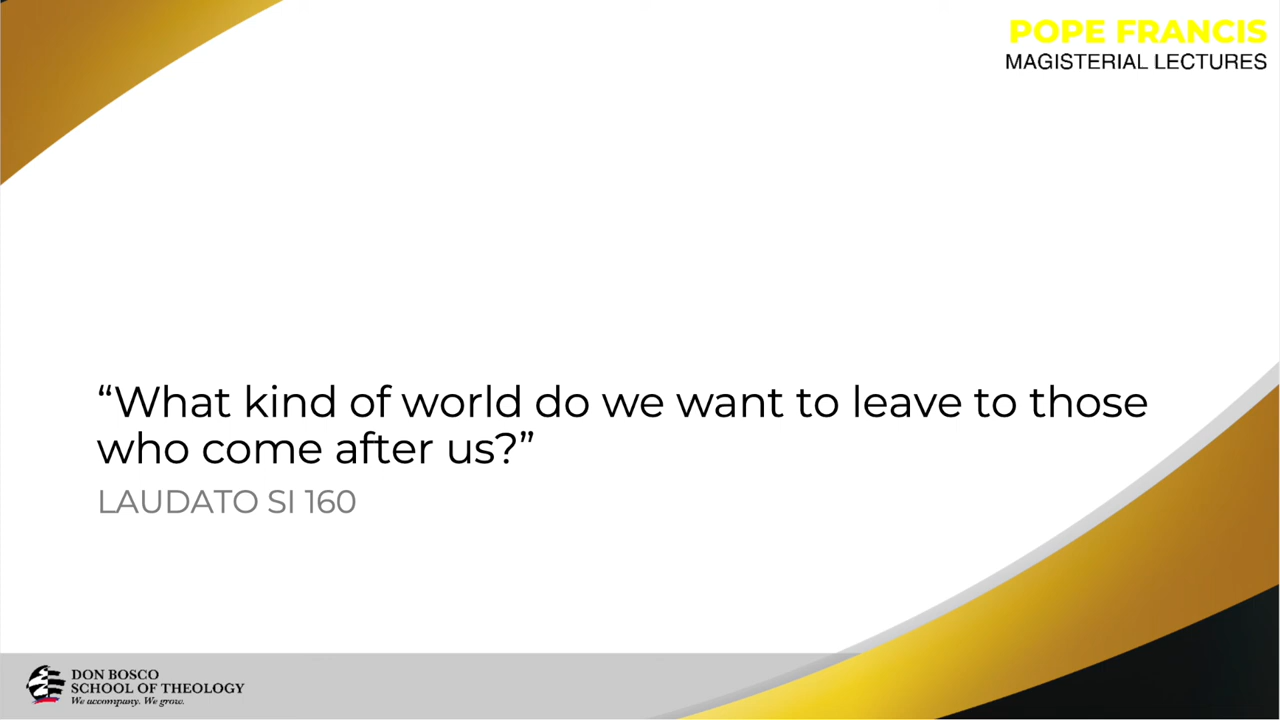 POPE FRANCIS
MAGISTERIAL LECTURES
“What kind of world do we want to leave to those
who come after us?”
LAUDATO SI 160
DON BOSCO
SCHOOL OF THEOLOGY
We accompany. We grow.